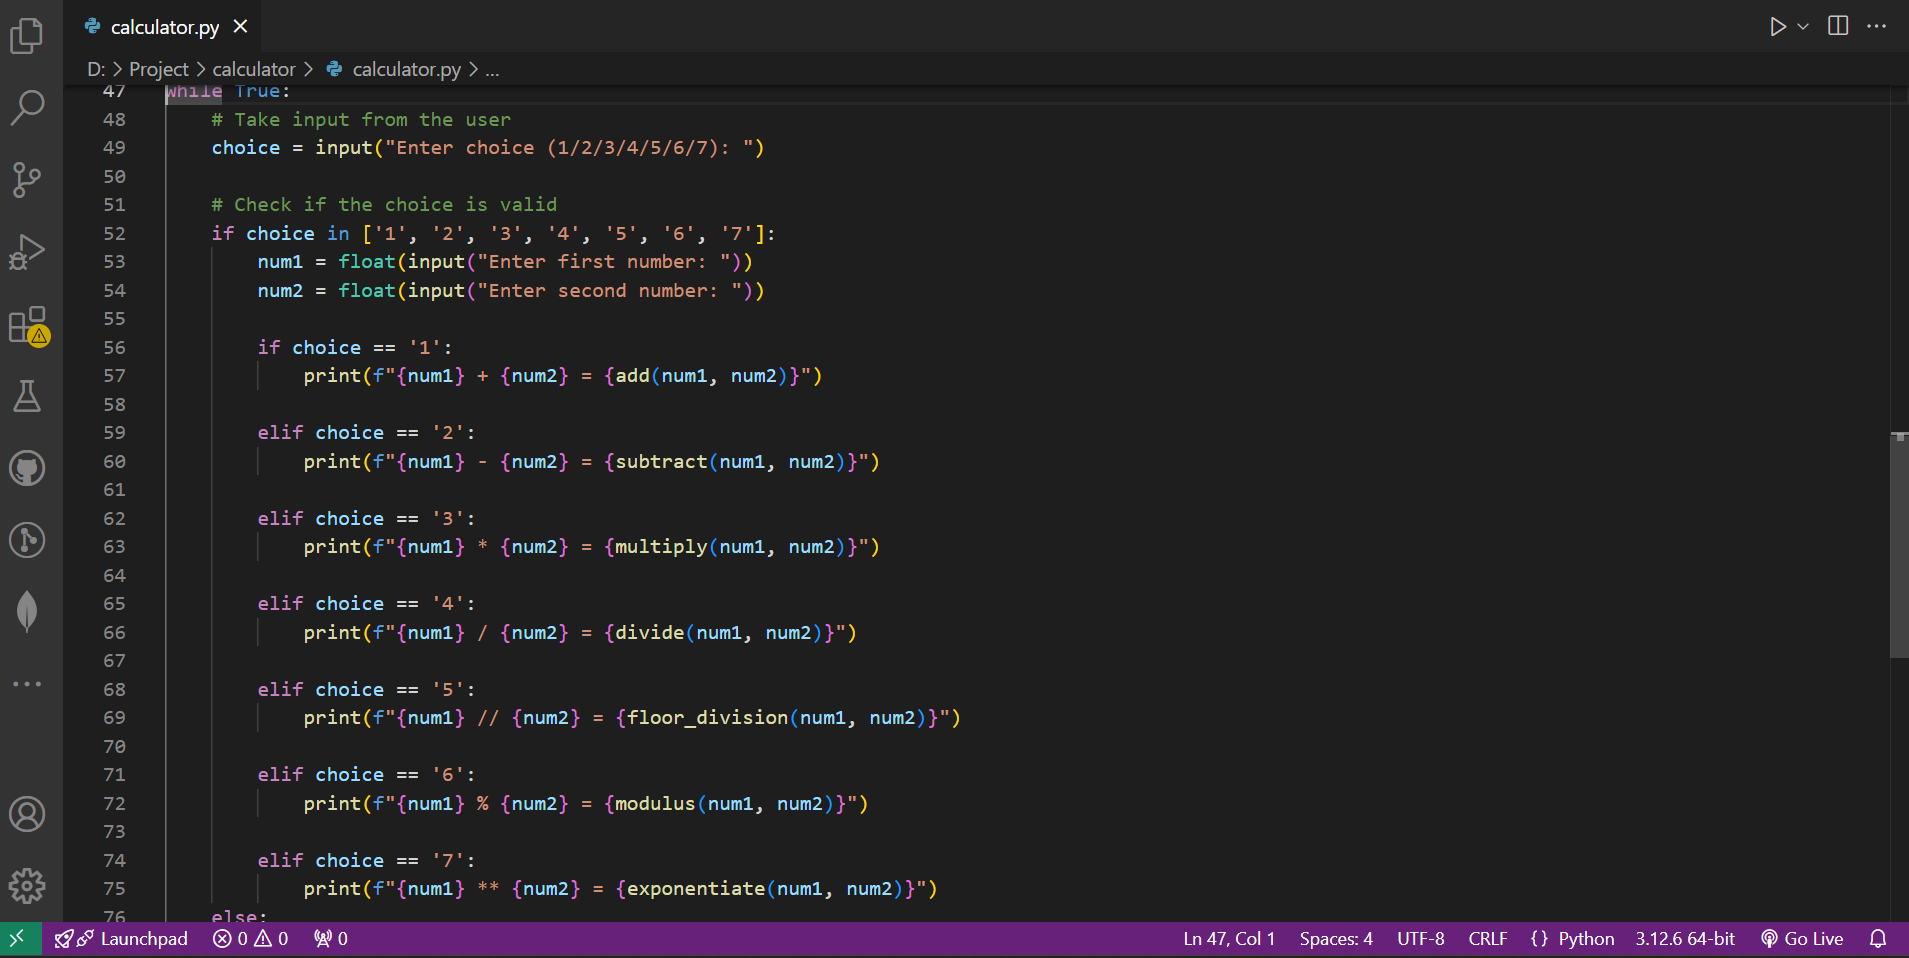 calculator.py
D: > Project > calculator > calculator.py > ...
47 while True:
48     # Take input from the user
49     choice = input("Enter choice (1/2/3/4/5/6/7): ")
50
51     # Check if the choice is valid
52     if choice in ['1', '2', '3', '4', '5', '6', '7']:
53         num1 = float(input("Enter first number: "))
54         num2 = float(input("Enter second number: "))
55
56         if choice == '1':
57             print(f"{num1} + {num2} = {add(num1, num2)}")
58
59         elif choice == '2':
60             print(f"{num1} - {num2} = {subtract(num1, num2)}")
61
62         elif choice == '3':
63             print(f"{num1} * {num2} = {multiply(num1, num2)}")
64
65         elif choice == '4':
66             print(f"{num1} / {num2} = {divide(num1, num2)}")
67
68         elif choice == '5':
69             print(f"{num1} // {num2} = {floor_division(num1, num2)}")
70
71         elif choice == '6':
72             print(f"{num1} % {num2} = {modulus(num1, num2)}")
73
74         elif choice == '7':
75             print(f"{num1} ** {num2} = {exponentiate(num1, num2)}")
76     else:
Launchpad 0 0 0 Ln 47, Col 1 Spaces: 4 UTF-8 CRLF {} Python 3.12.6 64-bit Go Live